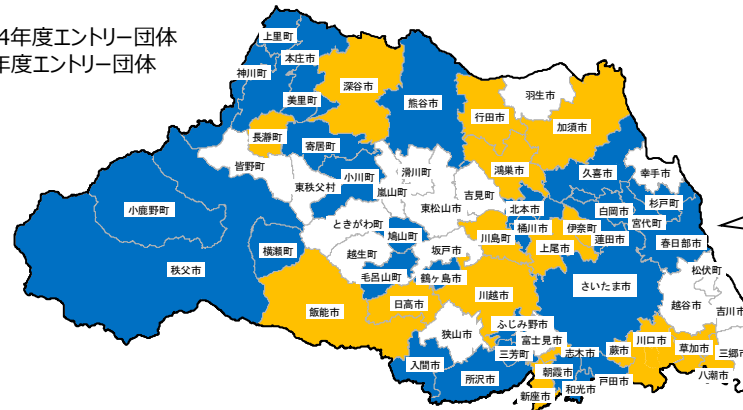 4年度エントリー団体
年度エントリー団体
上里町
本庄市
神川町
美里町
深谷市
熊谷市
行田市
羽生市
加須市
長瀞町
寄居町
皆野町
東秩父村
小川町
嵐山町
滑川町
吉見町
東松山市
鴻巣市
久喜市
幸手市
小鹿野町
秩父市
横瀬町
ときがわ町
越生町
鳩山町
毛呂山町
坂戸市
鶴ヶ島市
川島町
北本市
桶川市
上尾市
伊奈町
白岡市
蓮田市
宮代町
杉戸町
春日部市
松伏町
越谷市
吉川市
さいたま市
飯能市
日高市
川越市
狭山市
入間市
所沢市
ふじみ野市
富士見市
三芳町
志木市
朝霞市
新座市
和光市
戸田市
蕨市
川口市
草加市
三郷市
八潮市